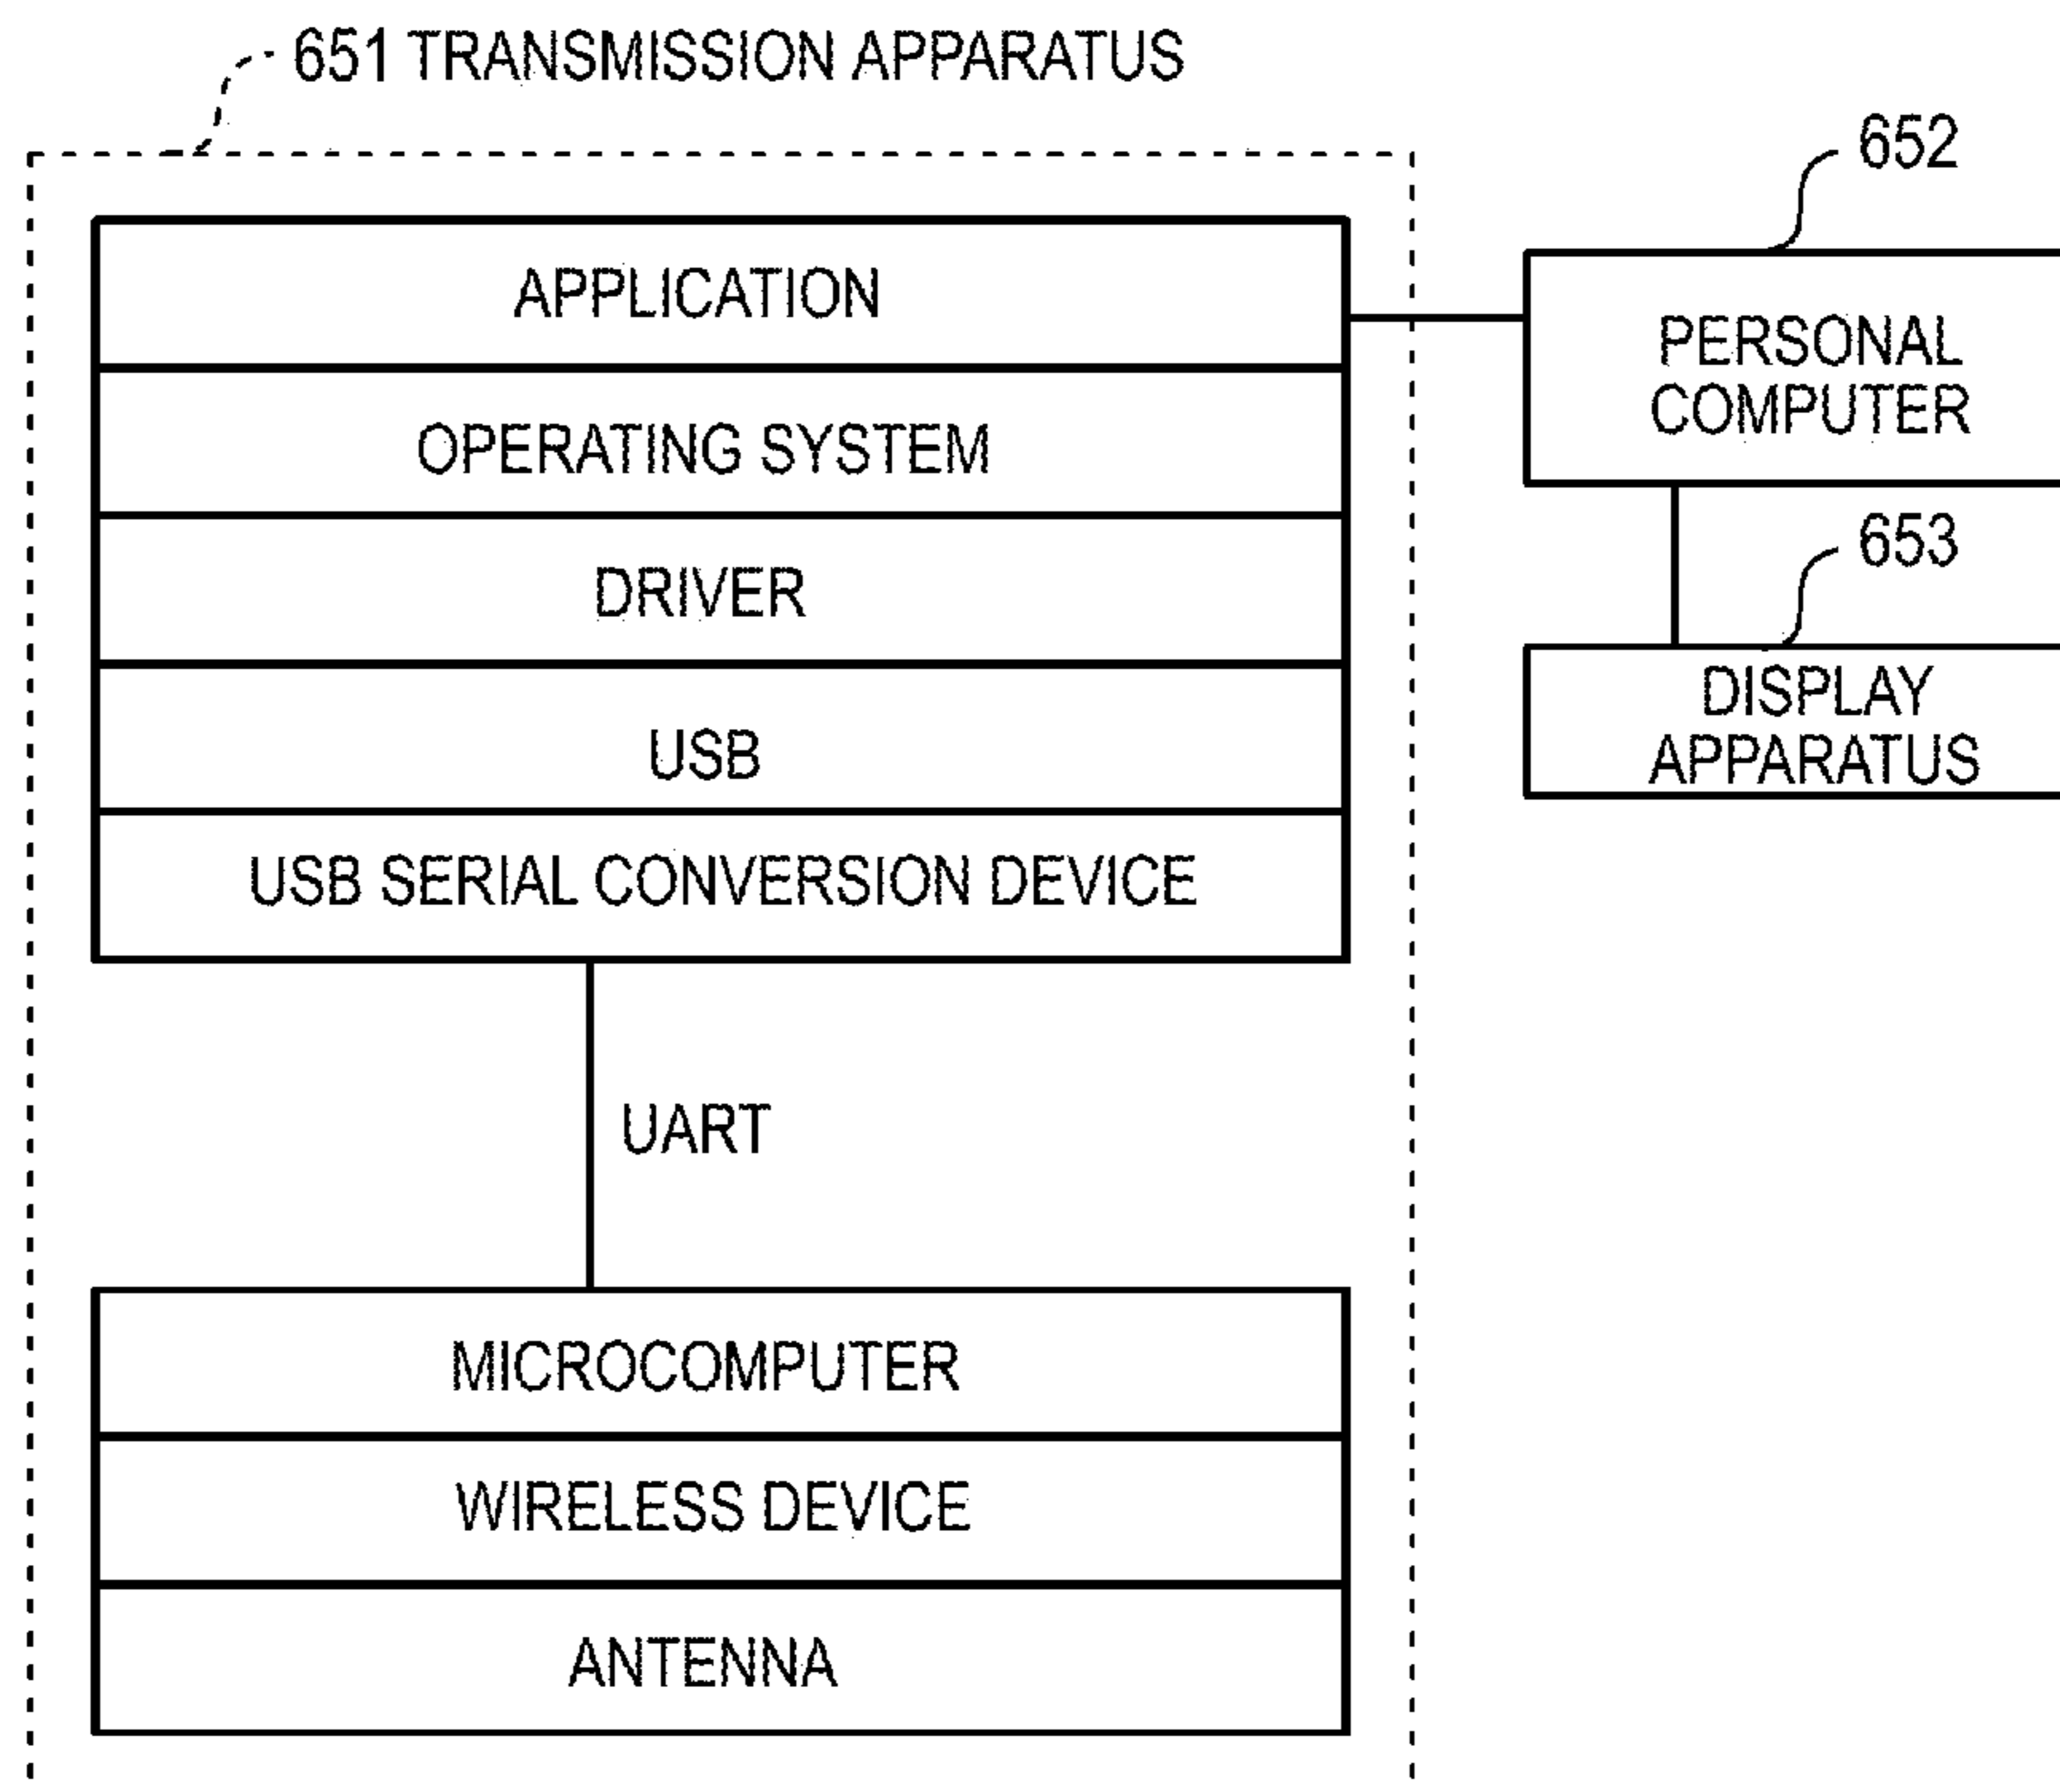 651 TRANSMISSION APPARATUS
652
APPLICATION
PERSONAL
COMPUTER
OPERATING SYSTEM
653
DRIVER
DISPLAY
APPARATUS
USB
USB SERIAL CONVERSION DEVICE
UART
MICROCOMPUTER
WIRELESS DEVICE
ANTENNA